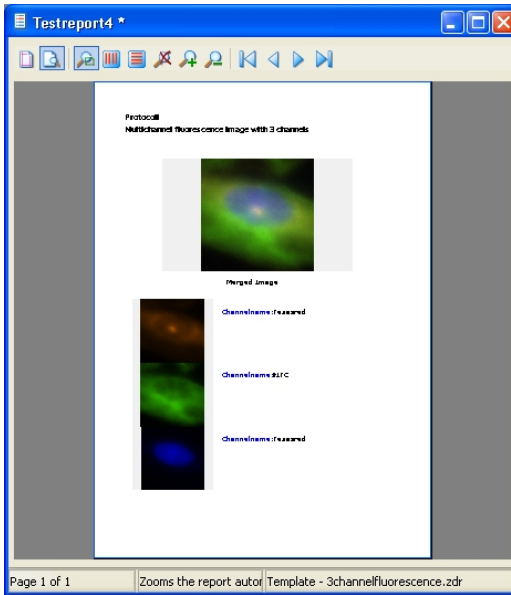 Testreport4 *
Protocoll
Multichannel fluorescence image with 3 channels
Merged Image
Channelname:
Channelname:
Channelname:
Page 1 of 1
Zooms the report autor
Template - 3channelfluorescence.zdr